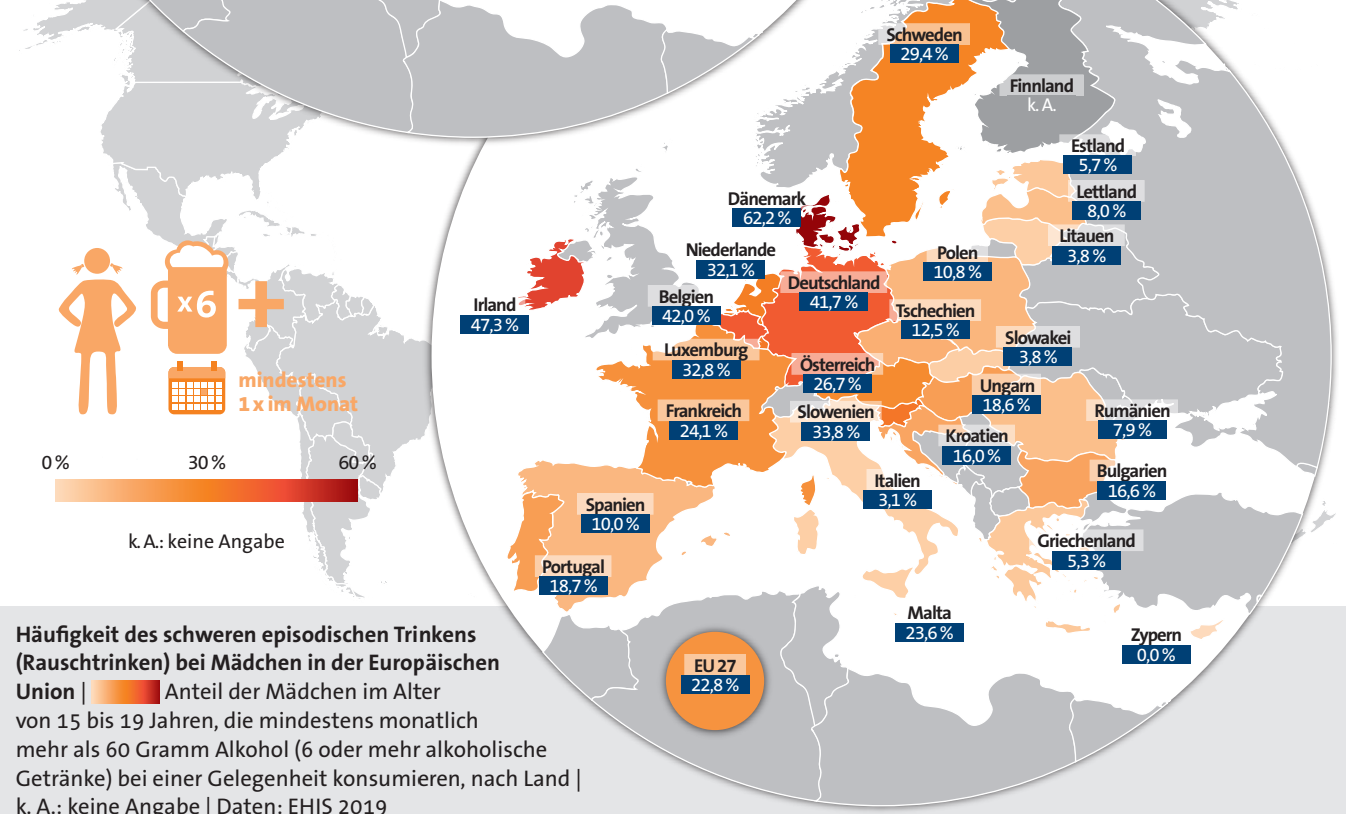 Schweden
29,4 %
Finnland
k. A.
Estland
5,7 %
Lettland
8,0 %
Litauen
3,8 %
Dänemark
62,2 %
Niederlande
32,1 %
Polen
10,8 %
Deutschland
41,7 %
Belgien
42,0 %
Irland
47,3 %
Tschechien
12,5 %
Slowakei
3,8 %
Luxemburg
32,8 %
Österreich
26,7 %
Ungarn
18,6 %
Frankreich
24,1 %
Slowenien
33,8 %
Rumänien
7,9 %
Kroatien
16,0 %
Italien
3,1 %
Bulgarien
16,6 %
Spanien
10,0 %
Griechenland
5,3 %
Portugal
18,7 %
Malta
23,6 %
Zypern
0,0 %
EU 27
22,8 %
x6
mindestens
1 x im Monat
0 % 30 % 60 %
k. A.: keine Angabe
Häufigkeit des schweren episodischen Trinkens
(Rauschtrinken) bei Mädchen in der Europäischen
Union | Anteil der Mädchen im Alter
von 15 bis 19 Jahren, die mindestens monatlich
mehr als 60 Gramm Alkohol (6 oder mehr alkoholische
Getränke) bei einer Gelegenheit konsumieren, nach Land |
k. A.: keine Angabe | Daten: EHIS 2019